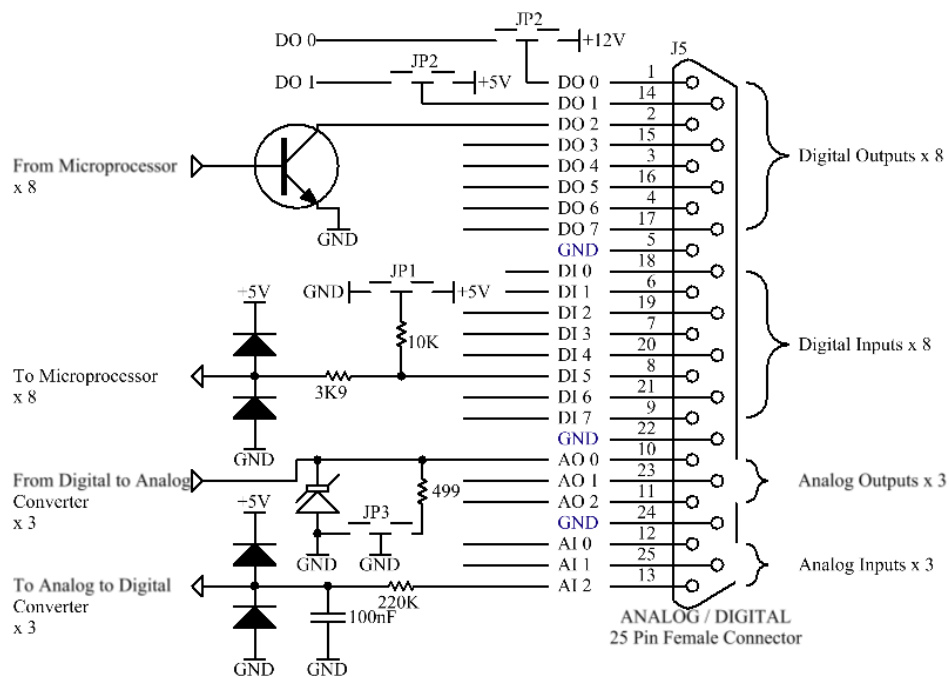 JP2
DO 0
+12V
J5
JP2
DO 1
+5V
DO 0 1
DO 1 14
DO 2 2
DO 3 15
DO 4 3
DO 5 16
DO 6 4
DO 7 17
GND 5
DI 0 18
DI 1 6
DI 2 19
DI 3 7
DI 4 20
DI 5 8
DI 6 21
DI 7 9
GND 22
AO 0 10
AO 1 23
AO 2 11
GND 24
AI 0 12
AI 1 25
AI 2 13
Digital Outputs x 8
Digital Inputs x 8
Analog Outputs x 3
Analog Inputs x 3
ANALOG / DIGITAL
25 Pin Female Connector
From Microprocessor
x 8
GND
JP1
GND
+5V
10K
+5V
To Microprocessor
x 8
3K9
GND
From Digital to Analog
Converter
x 3
499
JP3
GND
GND
+5V
To Analog to Digital
Converter
x 3
220K
100nF
GND
GND